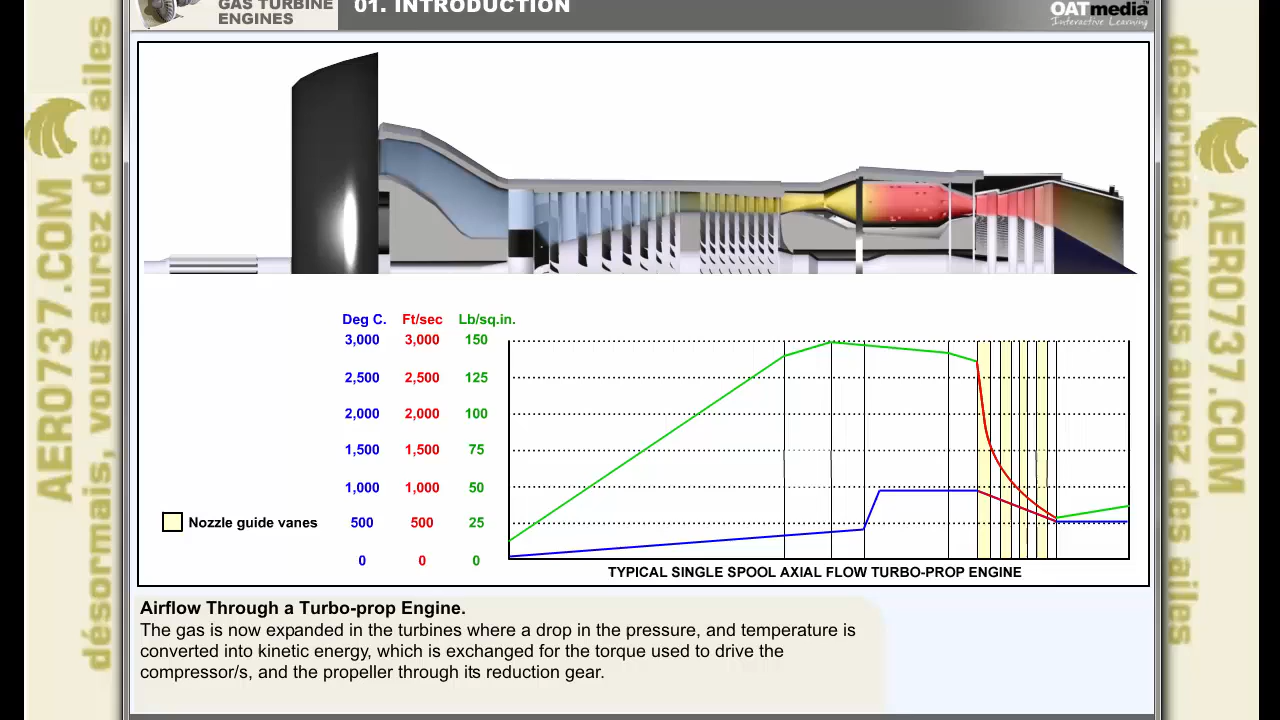 GAS TURBINE
ENGINES
01. INTRODUCTION
OATmedia™
Interactive Learning
AERO737.COM
désormais, vous aurez des ailes
AERO737.COM
désormais, vous aurez des ailes
Deg C. Ft/sec Lb/sq.in.
3,000 3,000 150
2,500 2,500 125
2,000 2,000 100
1,500 1,500 75
1,000 1,000 50
Nozzle guide vanes 500 500 25
0 0 0
TYPICAL SINGLE SPOOL AXIAL FLOW TURBO-PROP ENGINE
Airflow Through a Turbo-prop Engine.
The gas is now expanded in the turbines where a drop in the pressure, and temperature is
converted into kinetic energy, which is exchanged for the torque used to drive the
compressor/s, and the propeller through its reduction gear.